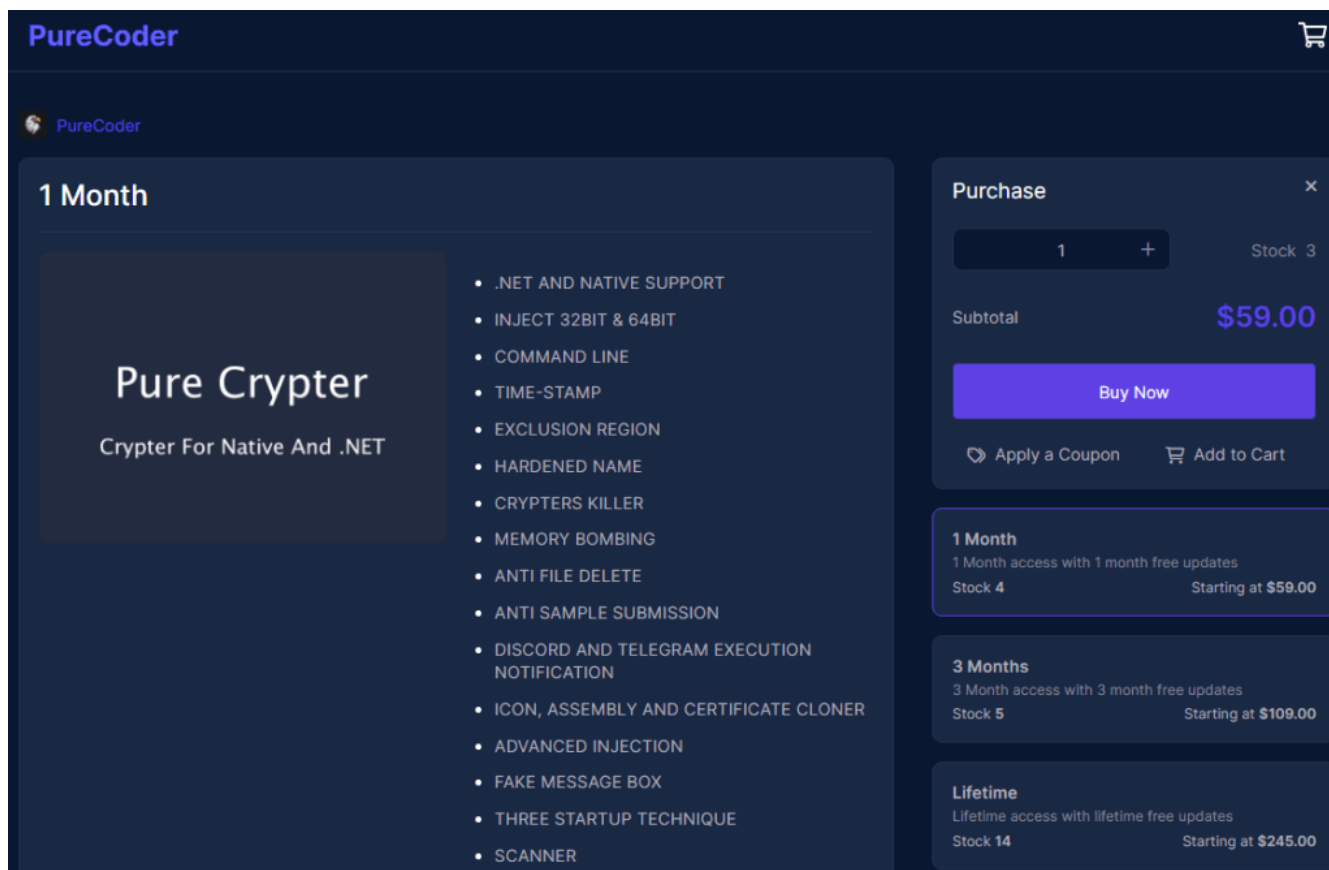 PureCoder
PureCoder
1 Month
Pure Crypter
Crypter For Native And .NET
.NET AND NATIVE SUPPORT
INJECT 32BIT & 64BIT
COMMAND LINE
TIME-STAMP
EXCLUSION REGION
HARDENED NAME
CRYPTERS KILLER
MEMORY BOMBING
ANTI FILE DELETE
ANTI SAMPLE SUBMISSION
DISCORD AND TELEGRAM EXECUTION
NOTIFICATION
ICON, ASSEMBLY AND CERTIFICATE CLONER
ADVANCED INJECTION
FAKE MESSAGE BOX
THREE STARTUP TECHNIQUE
SCANNER
Purchase ×
1 + Stock 3
Subtotal $59.00
Buy Now
Apply a Coupon Add to Cart
1 Month
1 Month access with 1 month free updates
Stock 4 Starting at $59.00
3 Months
3 Month access with 3 month free updates
Stock 5 Starting at $109.00
Lifetime
Lifetime access with lifetime free updates
Stock 14 Starting at $245.00